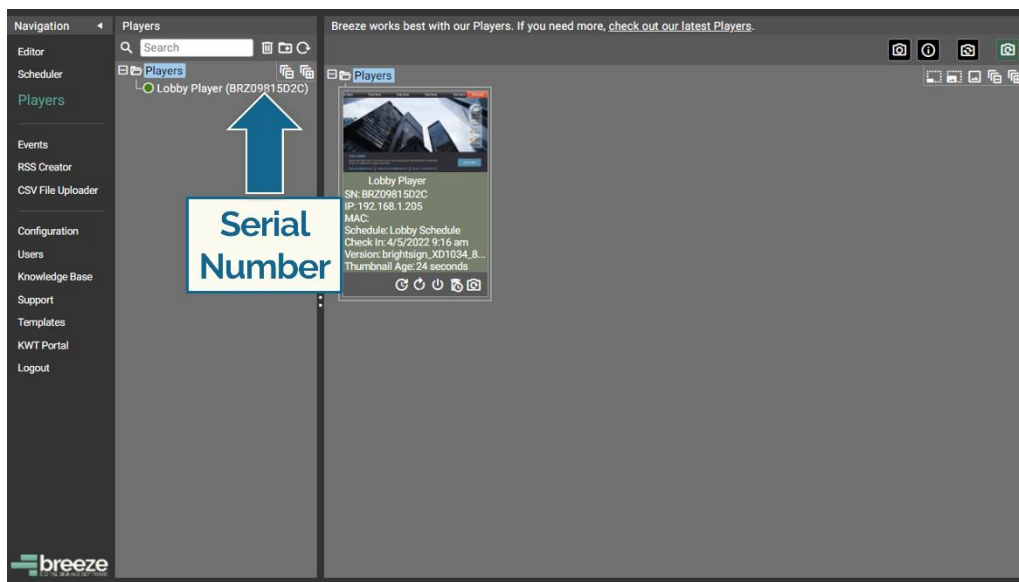 Navigation
Players
Breeze works best with our Players. If you need more, check out our latest Players.
Editor
Search
Scheduler
Players
Players
Players
Lobby Player (BRZ09815D2C)
Events
RSS Creator
CSV File Uploader
Configuration
Users
Knowledge Base
Support
Templates
KWT Portal
Logout
Serial
Number
Lobby Player
SN: BRZ09815D2C
IP: 192.168.1.205
MAC:
Schedule: Lobby Schedule
Check In: 4/5/2022 9:16 am
Version: brightsign_XD1034_8...
Thumbnail Age: 24 seconds
breeze
DIGITAL SIGNAGE SOFTWARE